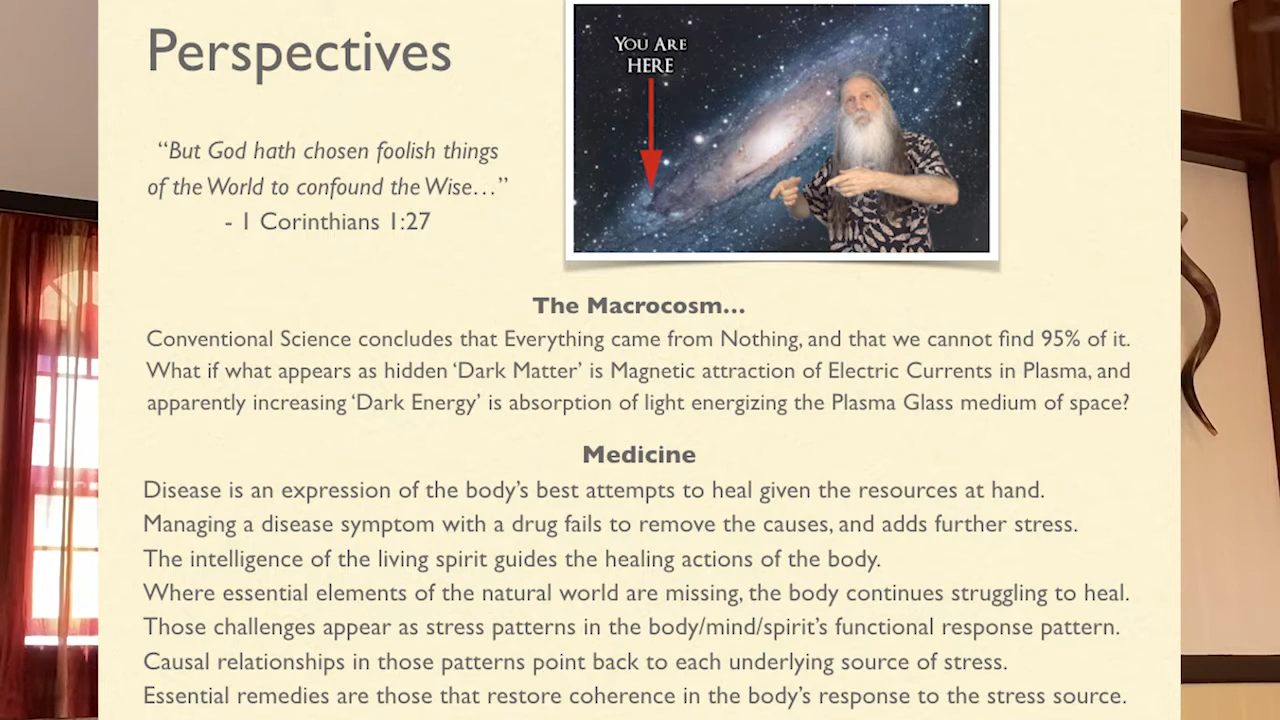 Perspectives
YOU ARE
HERE
“But God hath chosen foolish things
of the World to confound the Wise…”
- 1 Corinthians 1:27
The Macrocosm…
Conventional Science concludes that Everything came from Nothing, and that we cannot find 95% of it.
What if what appears as hidden ‘Dark Matter’ is Magnetic attraction of Electric Currents in Plasma, and
apparently increasing ‘Dark Energy’ is absorption of light energizing the Plasma Glass medium of space?
Medicine
Disease is an expression of the body’s best attempts to heal given the resources at hand.
Managing a disease symptom with a drug fails to remove the causes, and adds further stress.
The intelligence of the living spirit guides the healing actions of the body.
Where essential elements of the natural world are missing, the body continues struggling to heal.
Those challenges appear as stress patterns in the body/mind/spirit’s functional response pattern.
Causal relationships in those patterns point back to each underlying source of stress.
Essential remedies are those that restore coherence in the body’s response to the stress source.